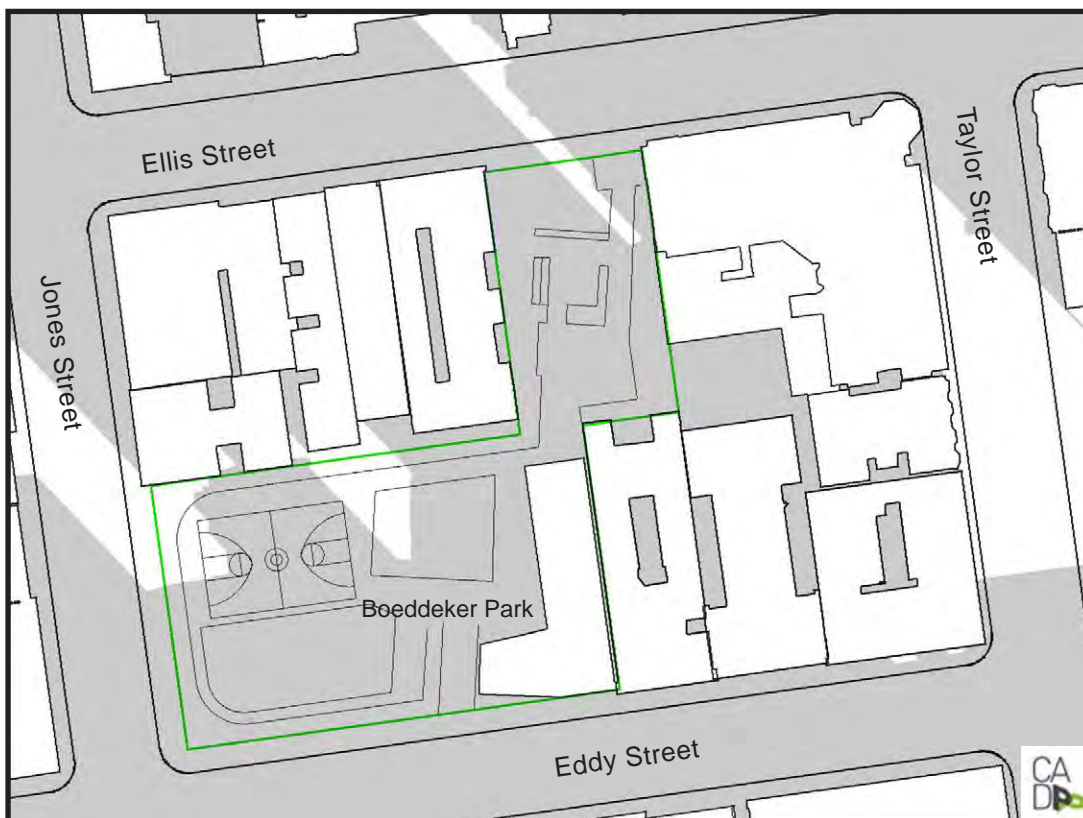 Ellis Street
Taylor Street
Jones Street
Boeddeker Park
Eddy Street
CA
DP